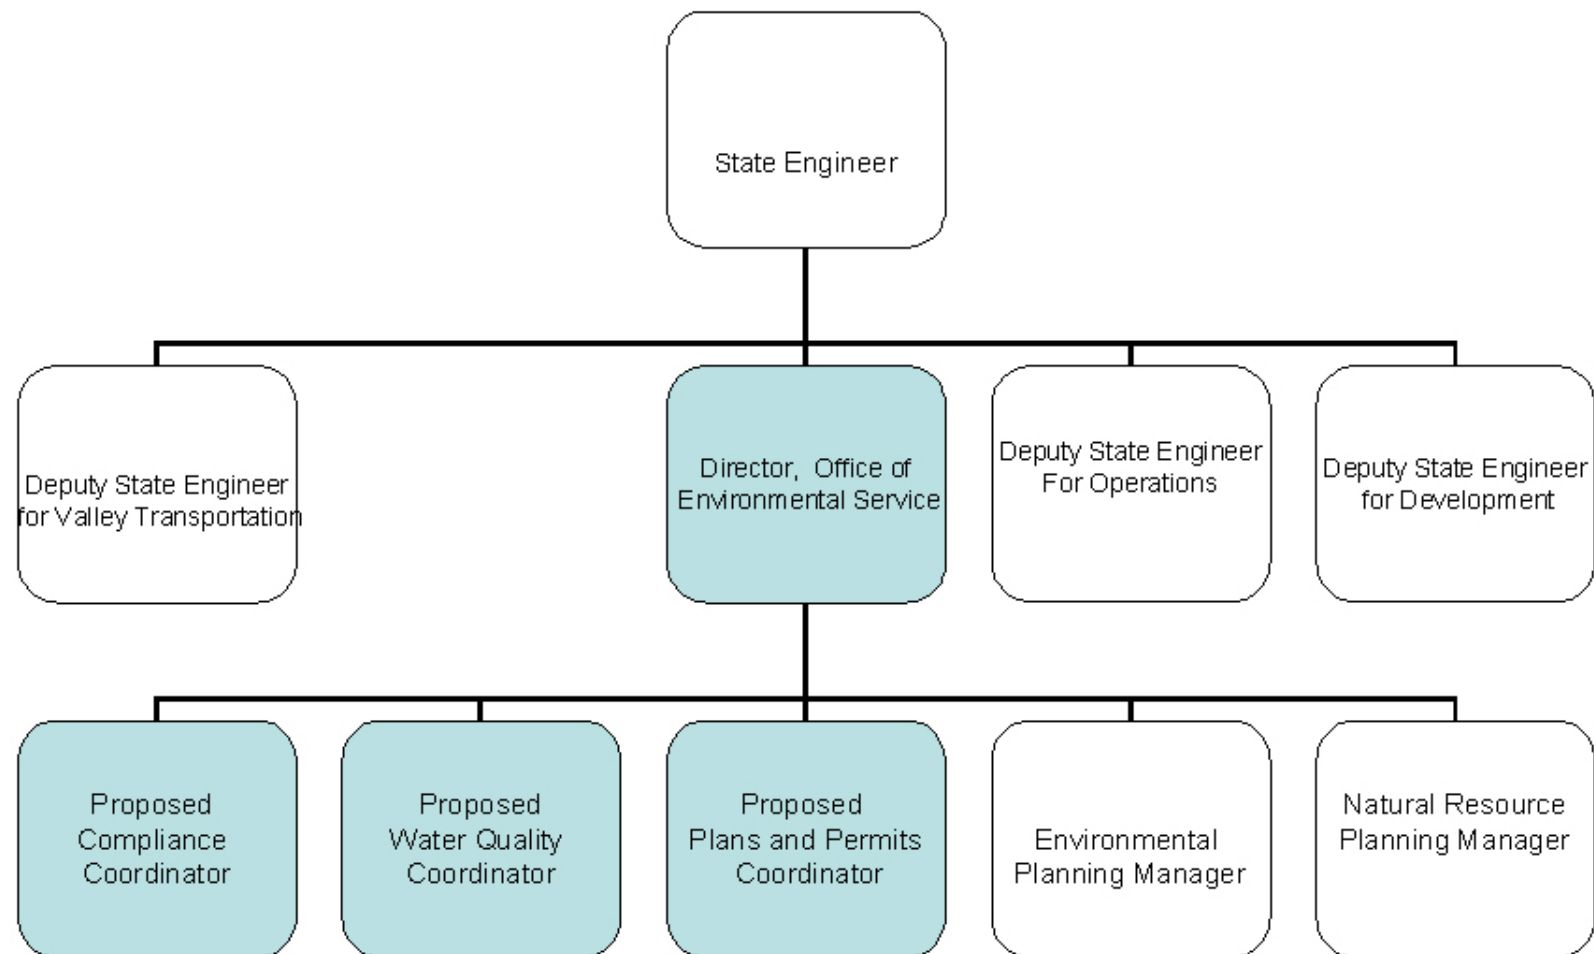 State Engineer
Deputy State Engineer
for Valley Transportation
Director, Office of
Environmental Service
Deputy State Engineer
For Operations
Deputy State Engineer
for Development
Proposed
Compliance
Coordinator
Proposed
Water Quality
Coordinator
Proposed
Plans and Permits
Coordinator
Environmental
Planning Manager
Natural Resource
Planning Manager